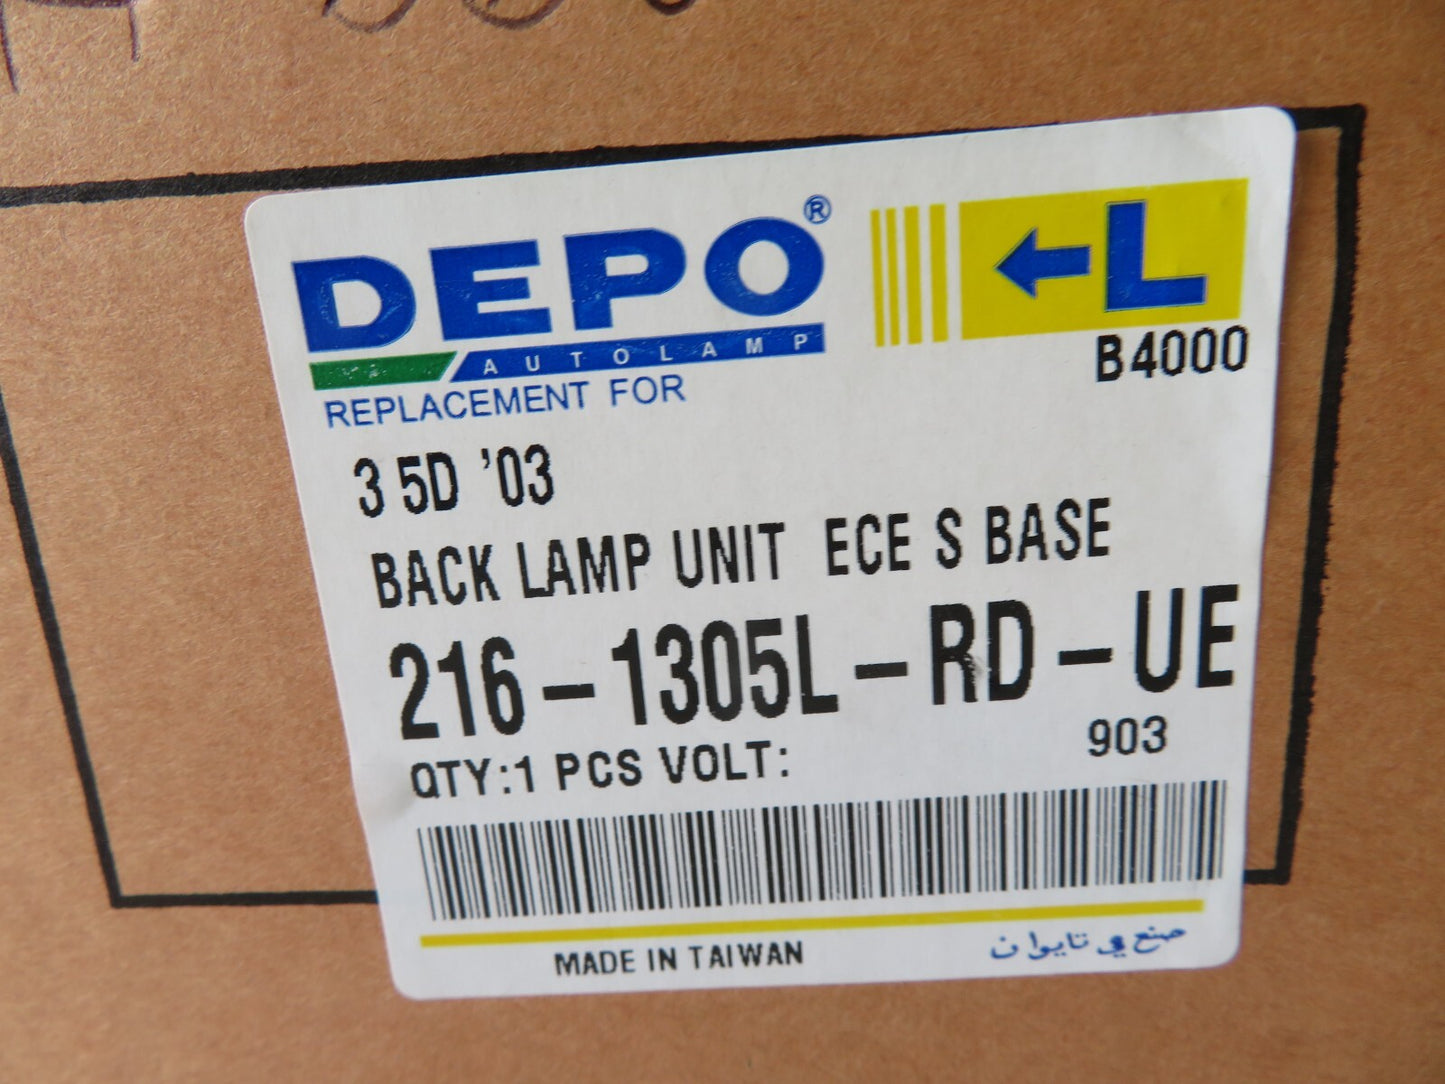 DEPO®
AUTOLAMP
←L
B4000
REPLACEMENT FOR
3 5D '03
BACK LAMP UNIT ECE S BASE
216-1305L-RD-UE
QTY:1 PCS VOLT:
903
MADE IN TAIWAN
صنع في تايوان